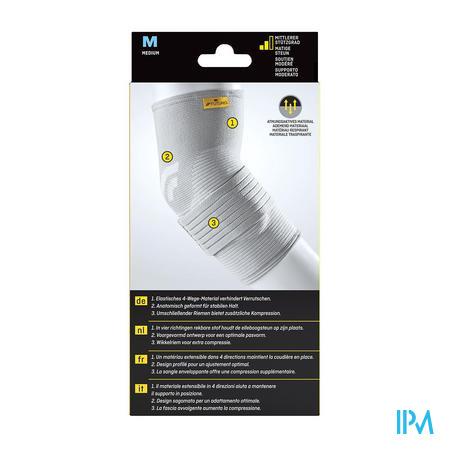 M
MEDIUM
MITTLERER
STÜTZGRAD
MATIGE
STEUN
SOUTIEN
MODÉRÉ
SUPPORTO
MODERATO
FUTURO
1
ATMUNGSAKTIVES MATERIAL
ADEMEND MATERIAAL
MATÉRIAU RESPIRANT
MATERIALE TRASPIRANTE
2
3
de
1. Elastisches 4-Wege-Material verhindert Verrutschen.
2. Anatomisch geformt für stabilen Halt.
3. Umschließender Riemen bietet zusätzliche Kompression.
nl
1. In vier richtingen rekbare stof houdt de elleboogsteun op zijn plaats.
2. Voorgevormd ontwerp voor een optimale pasvorm.
3. Wikkelriem voor extra compressie.
fr
1. Un matériau extensible dans 4 directions maintient la coudière en place.
2. Design profilé pour un ajustement optimal.
3. La sangle enveloppante offre une compression supplémentaire.
it
1. Il materiale estensibile in 4 direzioni aiuta a mantenere
il supporto in posizione.
2. Design sagomato per un adattamento ottimale.
3. La fascia avvolgente aumenta la compressione.
IPM